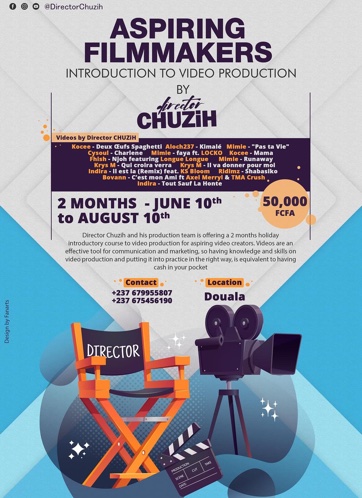 @DirectorChuzih
ASPIRING
FILMMAKERS
INTRODUCTION TO VIDEO PRODUCTION
BY
director
CHUZiH
Videos by Director CHUZiH
Kocee - Deux Œufs Spaghetti Alech237 - Kimalé Mimie - "Pas ta Vie"
Cysoul - Charlene Mimie - faya ft. LOCKO Kocee - Mama
Fhish - Njoh featuring Longue Longue Mimie - Runaway
Krys M - Qui croira verra Krys M - Il va donner pour moi
Indira - Il est la (Remix) feat. KS Bloom Ridimz - Shabasiko
Bovann - C'est mon Ami ft Axel Merryl & TMA Crush
Indira - Tout Sauf La Honte
2 MONTHS - JUNE 10th
to AUGUST 10th
50,000
FCFA
Director Chuzih and his production team is offering a 2 months holiday
introductory course to video production for aspiring video creators. Videos are an
effective tool for communication and marketing, so having knowledge and skills on
video production and putting it into practice in the right way, is equivalent to having
cash in your pocket
Contact
+237 679955807
+237 675456190
Location
Douala
Design by Fanarts
DIRECTOR
PRODUCTION
SCENE
CUT
TIME
DATE